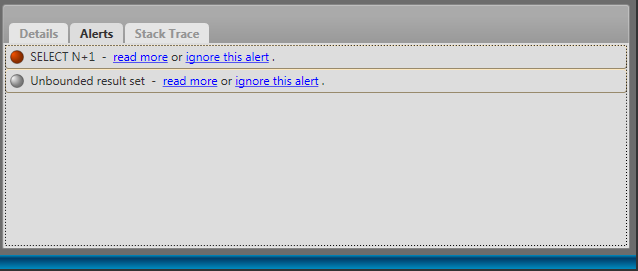 Details Alerts Stack Trace
SELECT N+1 - read more or ignore this alert .
Unbounded result set - read more or ignore this alert .